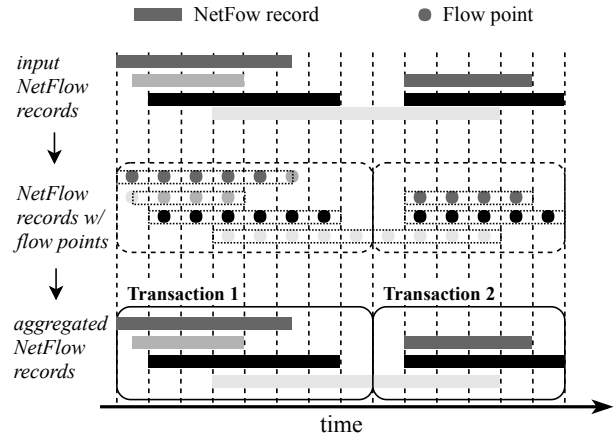 NetFow record
Flow point
input
NetFlow
records
NetFlow
records w/
flow points
Transaction 1
Transaction 2
aggregated
NetFlow
records
time